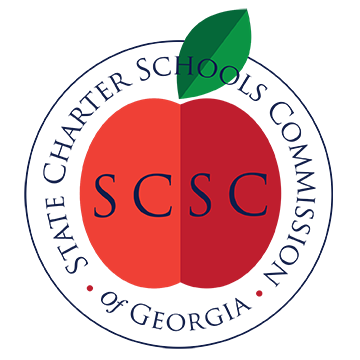 STATE CHARTER SCHOOLS COMMISSION
of GEORGIA
SCSC